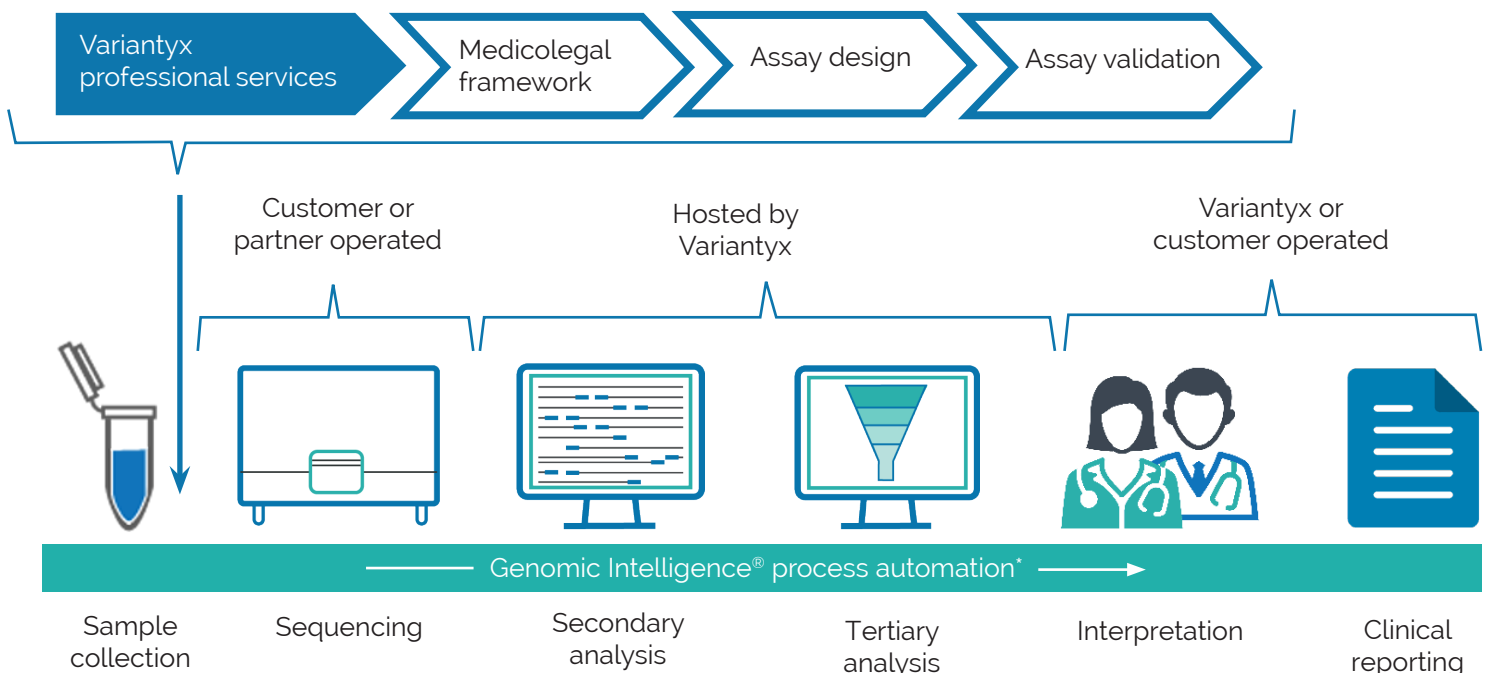 Variantyx
professional services
Medicolegal
framework
Assay design
Assay validation
Customer or
partner operated
Hosted by
Variantyx
Variantyx or
customer operated
Genomic Intelligence® process automation*
Sample
collection
Sequencing
Secondary
analysis
Tertiary
analysis
Interpretation
Clinical
reporting